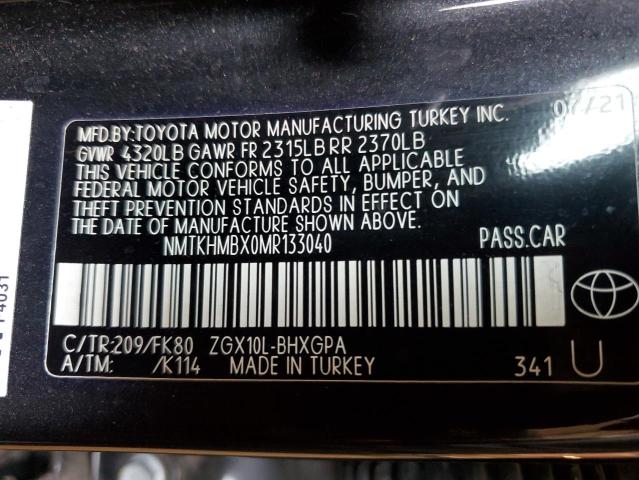 MFD.BY:TOYOTA MOTOR MANUFACTURING TURKEY INC.
GVWR 4320LB GAWR FR 2315LB RR 2370LB
THIS VEHICLE CONFORMS TO ALL APPLICABLE
FEDERAL MOTOR VEHICLE SAFETY, BUMPER, AND
THEFT PREVENTION STANDARDS IN EFFECT ON
THE DATE OF MANUFACTURE SHOWN ABOVE.
NMTKHMBX0MR133040 PASS.CAR
C/TR:209/FK80 ZGX10L-BHXGPA
A/TM: /K114 MADE IN TURKEY 341 U